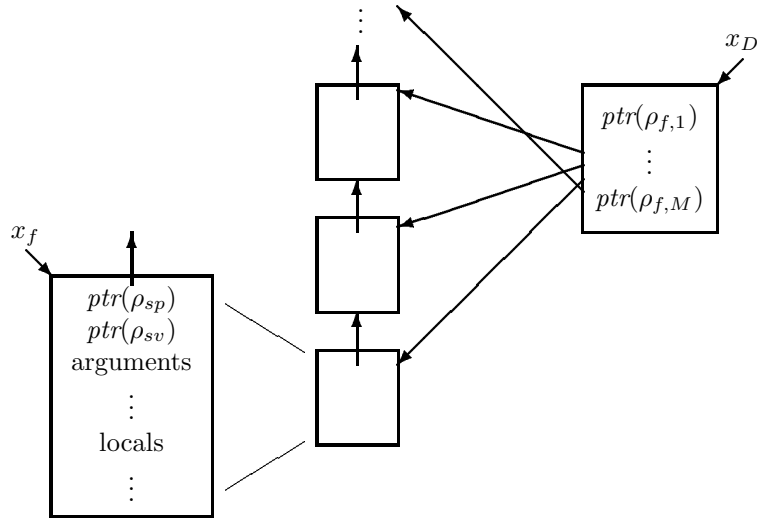 ⋮
x_D
ptr(ρ_{f,1})
⋮
ptr(ρ_{f,M})
x_f
ptr(ρ_{sp})
ptr(ρ_{sv})
arguments
⋮
locals
⋮